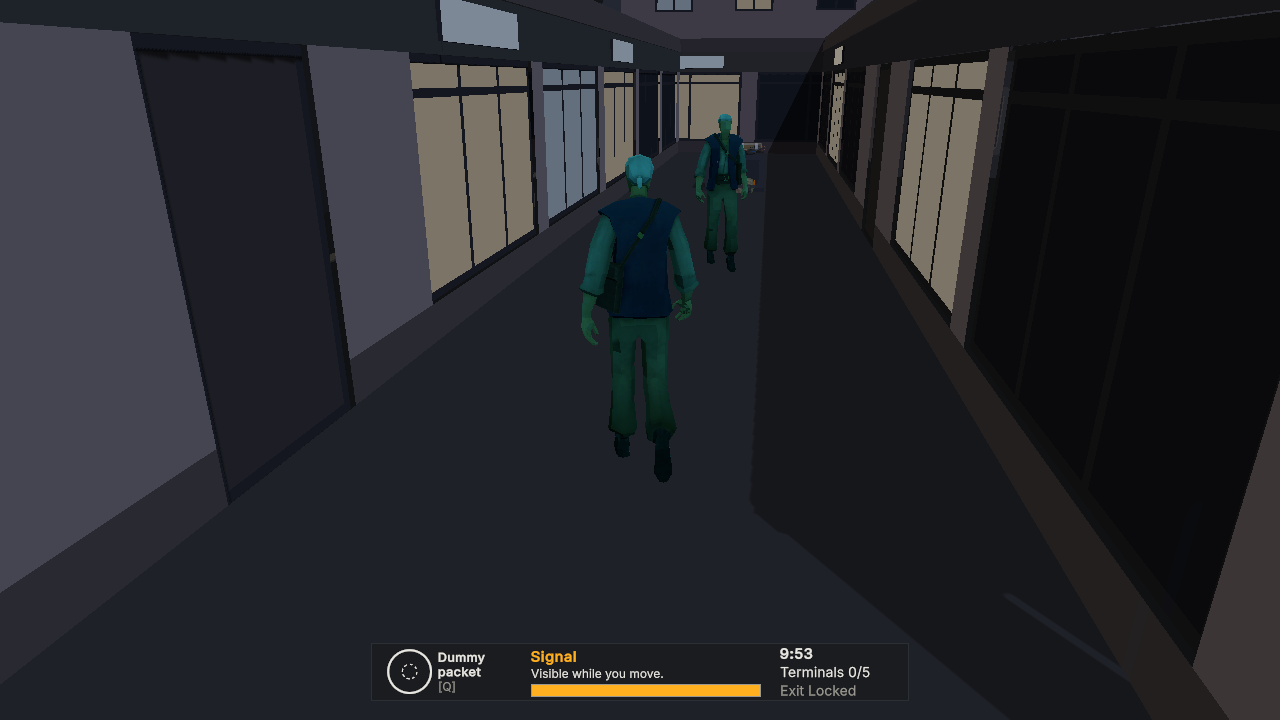 Dummy
packet
[Q]
Signal
Visible while you move.
9:53
Terminals 0/5
Exit Locked